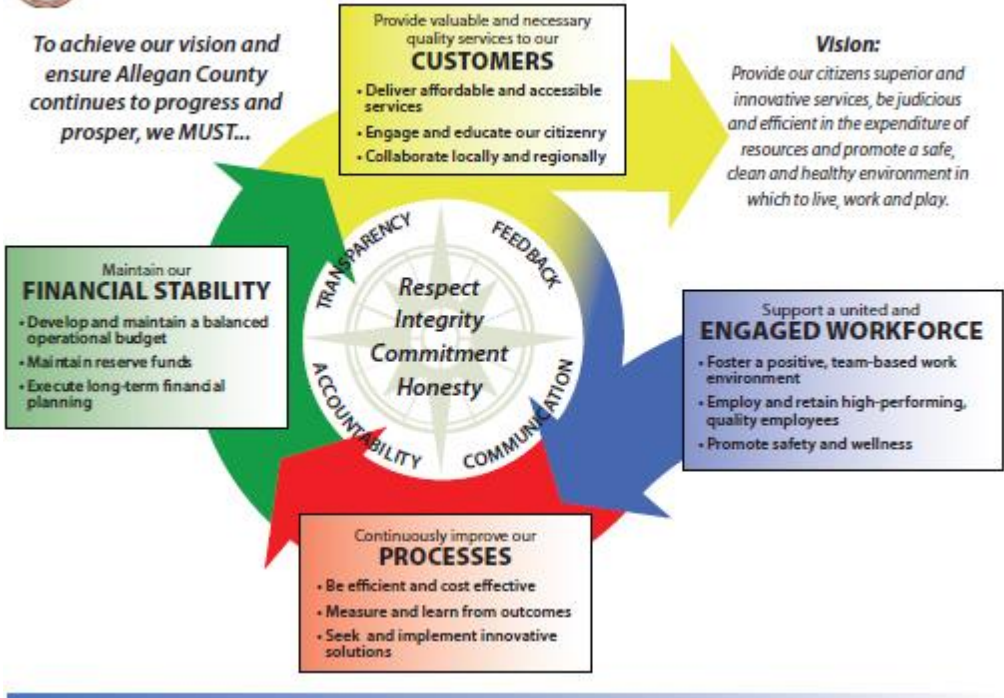 To achieve our vision and
ensure Allegan County
continues to progress and
prosper, we MUST...
Provide valuable and necessary
quality services to our
CUSTOMERS
• Deliver affordable and accessible
services
• Engage and educate our citizenry
• Collaborate locally and regionally
Vision:
Provide our citizens superior and
innovative services, be judicious
and efficient in the expenditure of
resources and promote a safe,
clean and healthy environment in
which to live, work and play.
Maintain our
FINANCIAL STABILITY
• Develop and maintain a balanced
operational budget
• Maintain reserve funds
• Execute long-term financial
planning
TRANSPARENCY
FEEDBACK
Respect
Integrity
Commitment
Honesty
ACCOUNTABILITY
COMMUNICATION
Support a united and
ENGAGED WORKFORCE
• Foster a positive, team-based work
environment
• Employ and retain high-performing,
quality employees
• Promote safety and wellness
Continuously improve our
PROCESSES
• Be efficient and cost effective
• Measure and learn from outcomes
• Seek and implement innovative
solutions